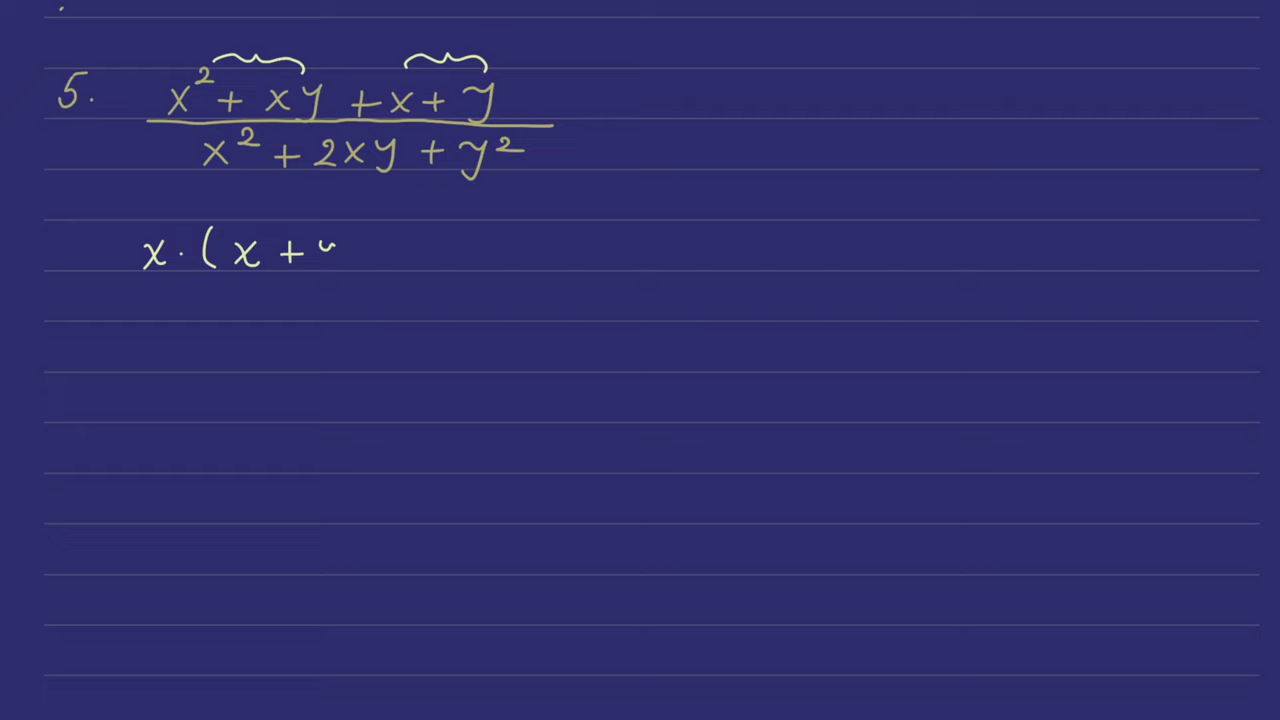 5. x² + xy + x + y
x² + 2xy + y²
x · ( x +